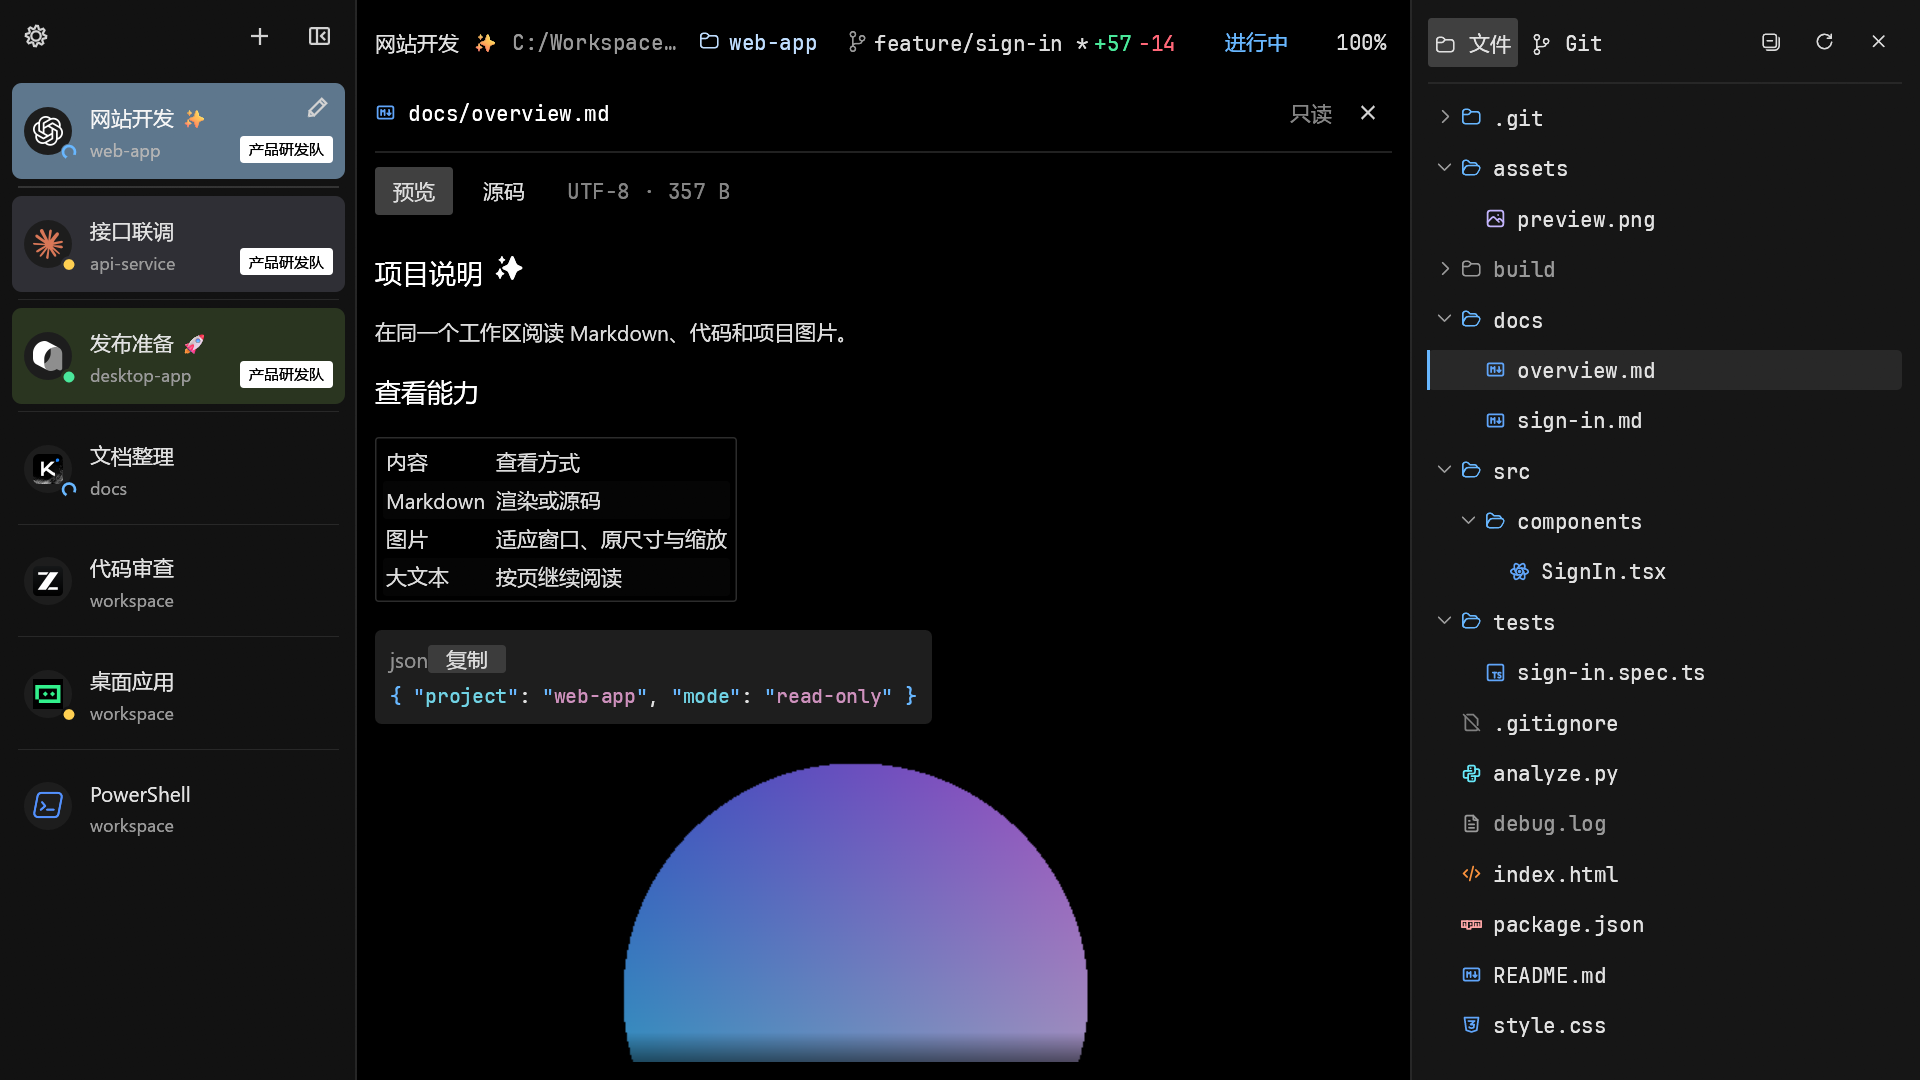 网站开发 ✨
web-app
产品研发队
接口联调
api-service
产品研发队
发布准备 🚀
desktop-app
产品研发队
文档整理
docs
代码审查
workspace
桌面应用
workspace
PowerShell
workspace
网站开发 ✨ C:/Workspace… web-app feature/sign-in * +57 -14 进行中 100%
docs/overview.md 只读
预览 源码 UTF-8 · 357 B
项目说明 ✨
在同一个工作区阅读 Markdown、代码和项目图片。
查看能力
内容 查看方式
Markdown 渲染或源码
图片 适应窗口、原尺寸与缩放
大文本 按页继续阅读
json 复制
{ "project": "web-app", "mode": "read-only" }
文件 Git
.git
assets
preview.png
build
docs
overview.md
sign-in.md
src
components
SignIn.tsx
tests
sign-in.spec.ts
.gitignore
analyze.py
debug.log
index.html
package.json
README.md
style.css